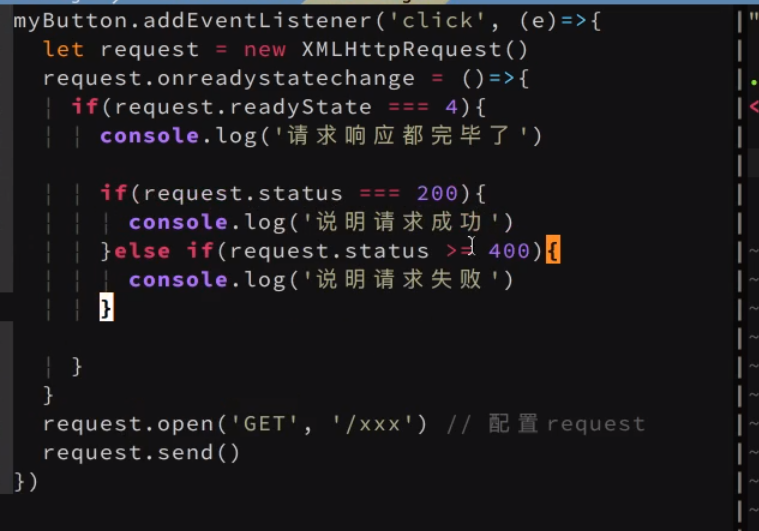 myButton.addEventListener('click', (e)=>{
  let request = new XMLHttpRequest()
  request.onreadystatechange = ()=>{
    if(request.readyState === 4){
      console.log('请求响应都完毕了')

      if(request.status === 200){
        console.log('说明请求成功')
      }else if(request.status >= 400){
        console.log('说明请求失败')
      }

    }
  }
  request.open('GET', '/xxx') // 配置request
  request.send()
})